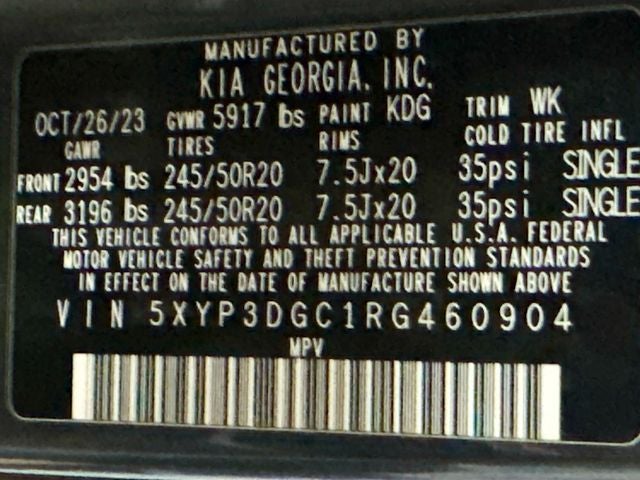 MANUFACTURED BY
KIA GEORGIA, INC.
OCT/26/23 GVWR 5917 lbs PAINT KDG TRIM WK
GAWR TIRES RIMS COLD TIRE INFL
FRONT 2954 lbs 245/50R20 7.5Jx20 35psi SINGLE
REAR 3196 lbs 245/50R20 7.5Jx20 35psi SINGLE
THIS VEHICLE CONFORMS TO ALL APPLICABLE U.S.A. FEDERAL
MOTOR VEHICLE SAFETY AND THEFT PREVENTION STANDARDS
IN EFFECT ON THE DATE OF MANUFACTURE SHOWN ABOVE
VIN 5XYP3DGC1RG460904
MPV